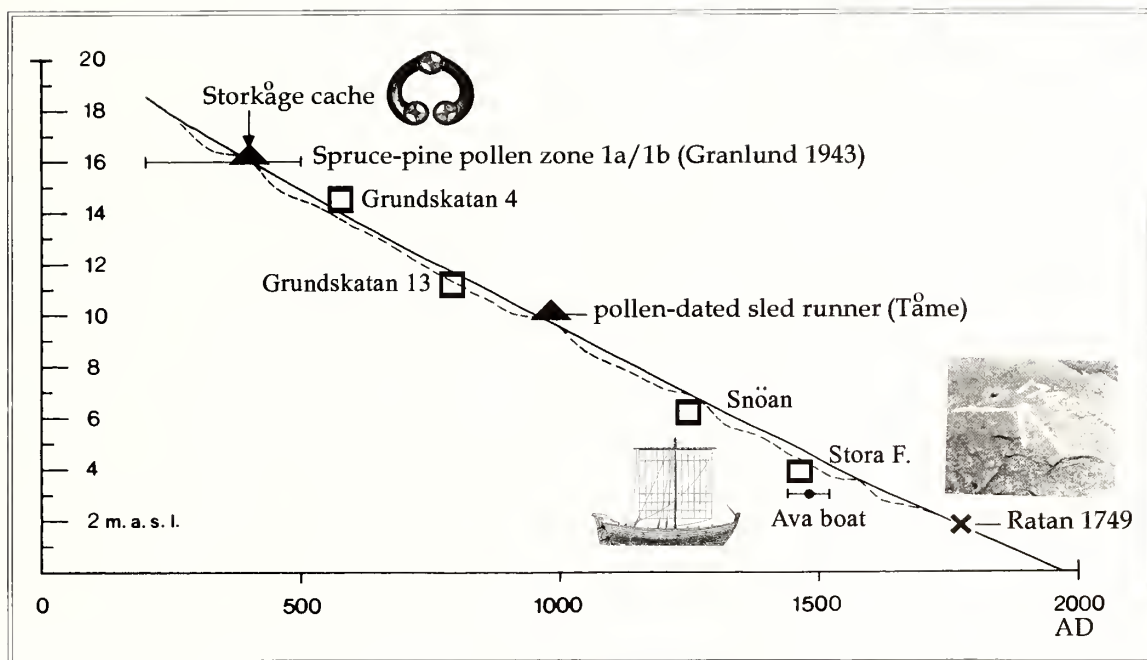 20
18
16
14
12
10
8
6
4
2 m. a. s. l.
Storkåge cache
Spruce-pine pollen zone 1a/1b (Granlund 1943)
Grundskatan 4
Grundskatan 13
pollen-dated sled runner (Tåme)
Snöan
Stora F.
Ava boat
Ratan 1749
0
500
1000
1500
2000
AD